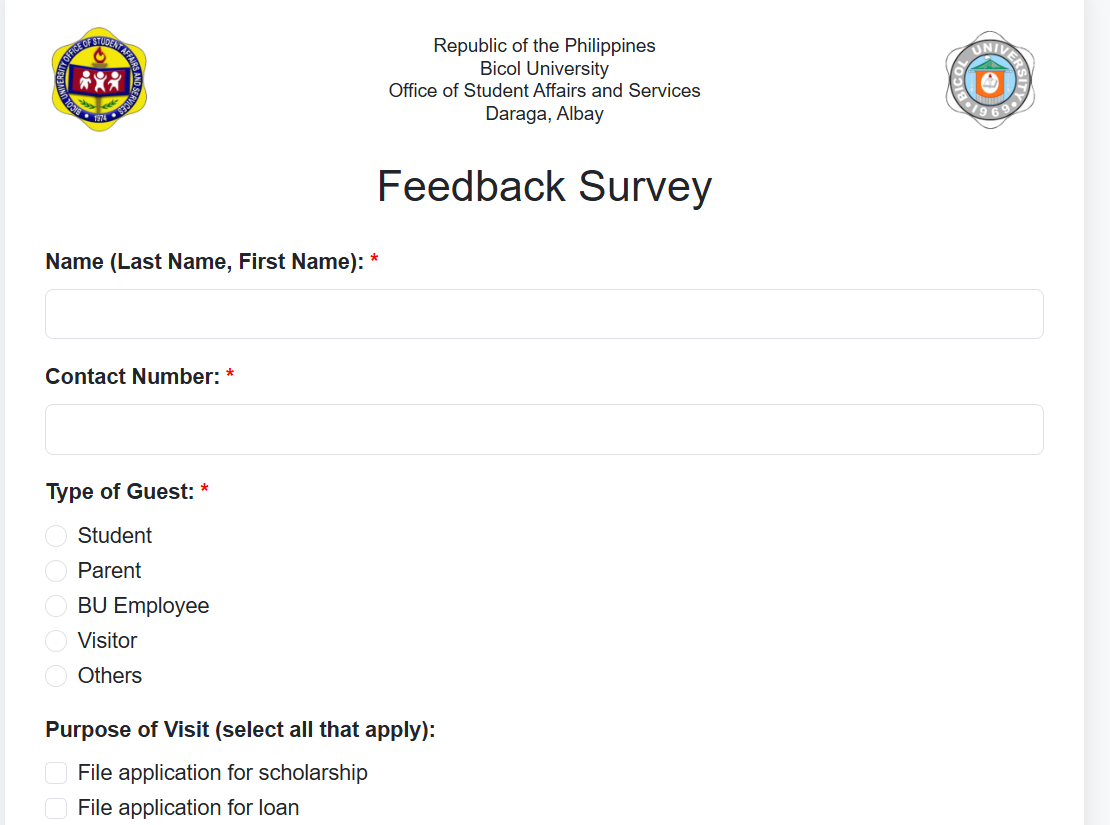 BICOL UNIVERSITY OFFICE OF STUDENT AFFAIRS AND SERVICES
1974
Republic of the Philippines
Bicol University
Office of Student Affairs and Services
Daraga, Albay
BICOL UNIVERSITY
1969
Feedback Survey
Name (Last Name, First Name): *
Contact Number: *
Type of Guest: *
Student
Parent
BU Employee
Visitor
Others
Purpose of Visit (select all that apply):
File application for scholarship
File application for loan